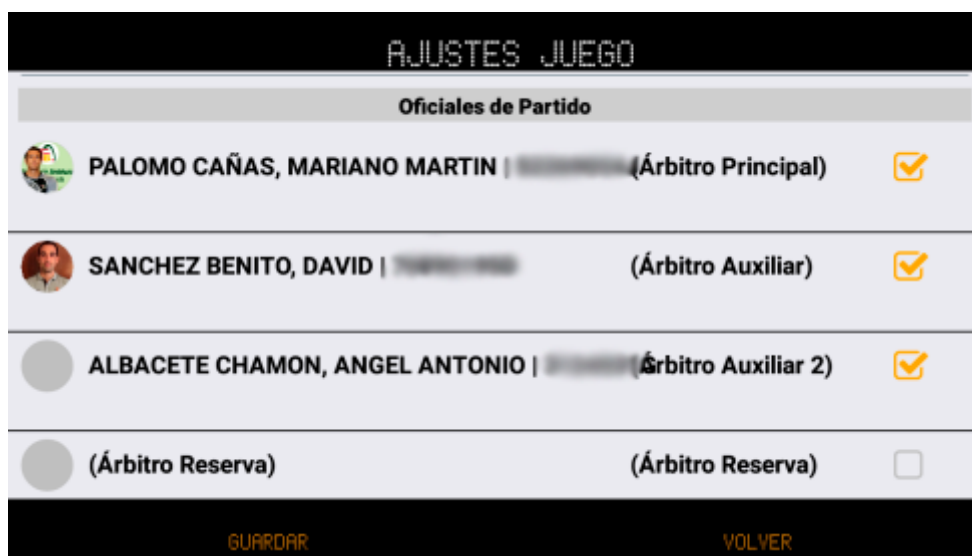 AJUSTES JUEGO
Oficiales de Partido
PALOMO CAÑAS, MARIANO MARTIN | (Árbitro Principal)
SANCHEZ BENITO, DAVID | (Árbitro Auxiliar)
ALBACETE CHAMON, ANGEL ANTONIO | (Árbitro Auxiliar 2)
(Árbitro Reserva) (Árbitro Reserva)
GUARDAR VOLVER